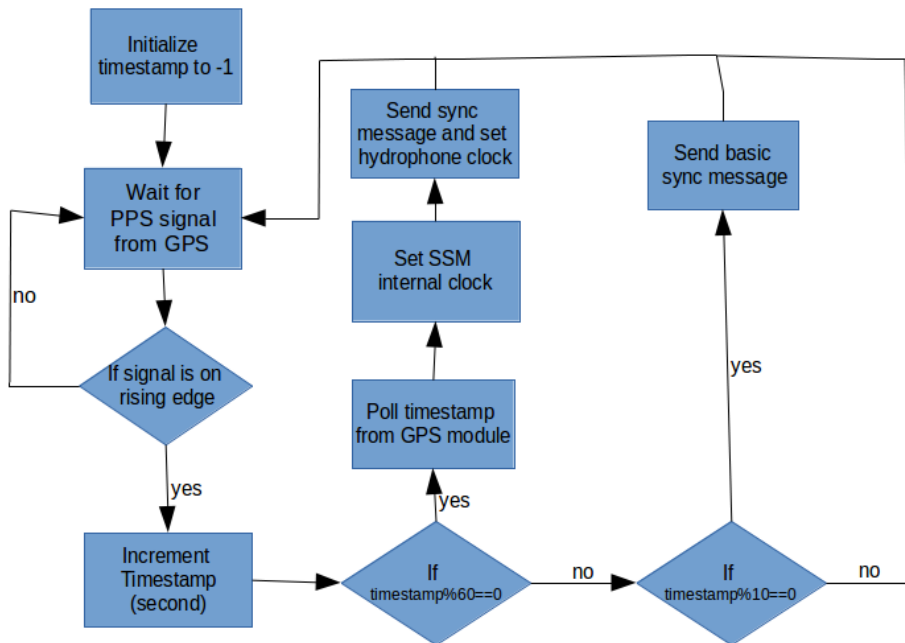 Initialize
timestamp to -1
Wait for
PPS signal
from GPS
no
If signal is on
rising edge
yes
Increment
Timestamp
(second)
If
timestamp%60==0
yes
Poll timestamp
from GPS module
Set SSM
internal clock
Send sync
message and set
hydrophone clock
no
If
timestamp%10==0
yes
Send basic
sync message
no